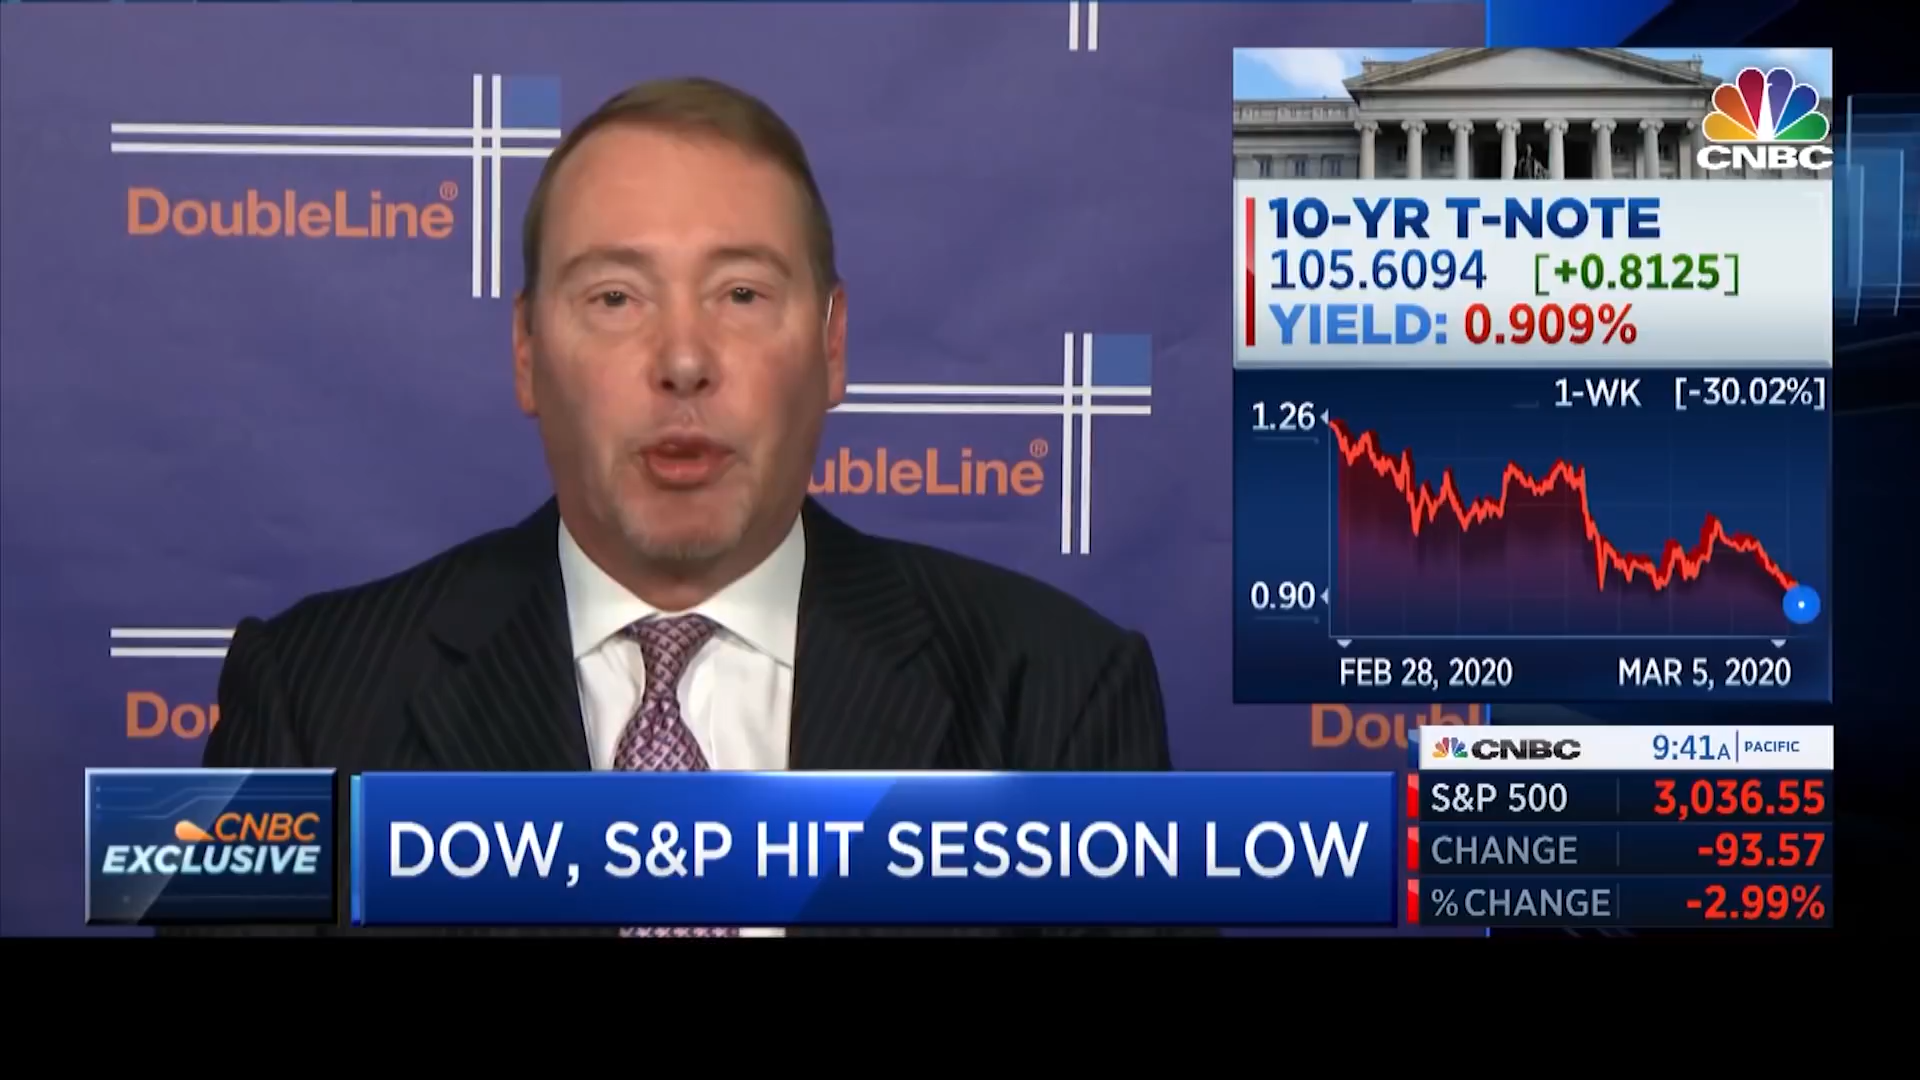 DoubleLine®
ubleLine®
Dou
Doubl
CNBC
10-YR T-NOTE
105.6094 [+0.8125]
YIELD: 0.909%
1-WK [-30.02%]
1.26
0.90
FEB 28, 2020 MAR 5, 2020
CNBC 9:41A PACIFIC
S&P 500 3,036.55
CHANGE -93.57
% CHANGE -2.99%
CNBC
EXCLUSIVE
DOW, S&P HIT SESSION LOW